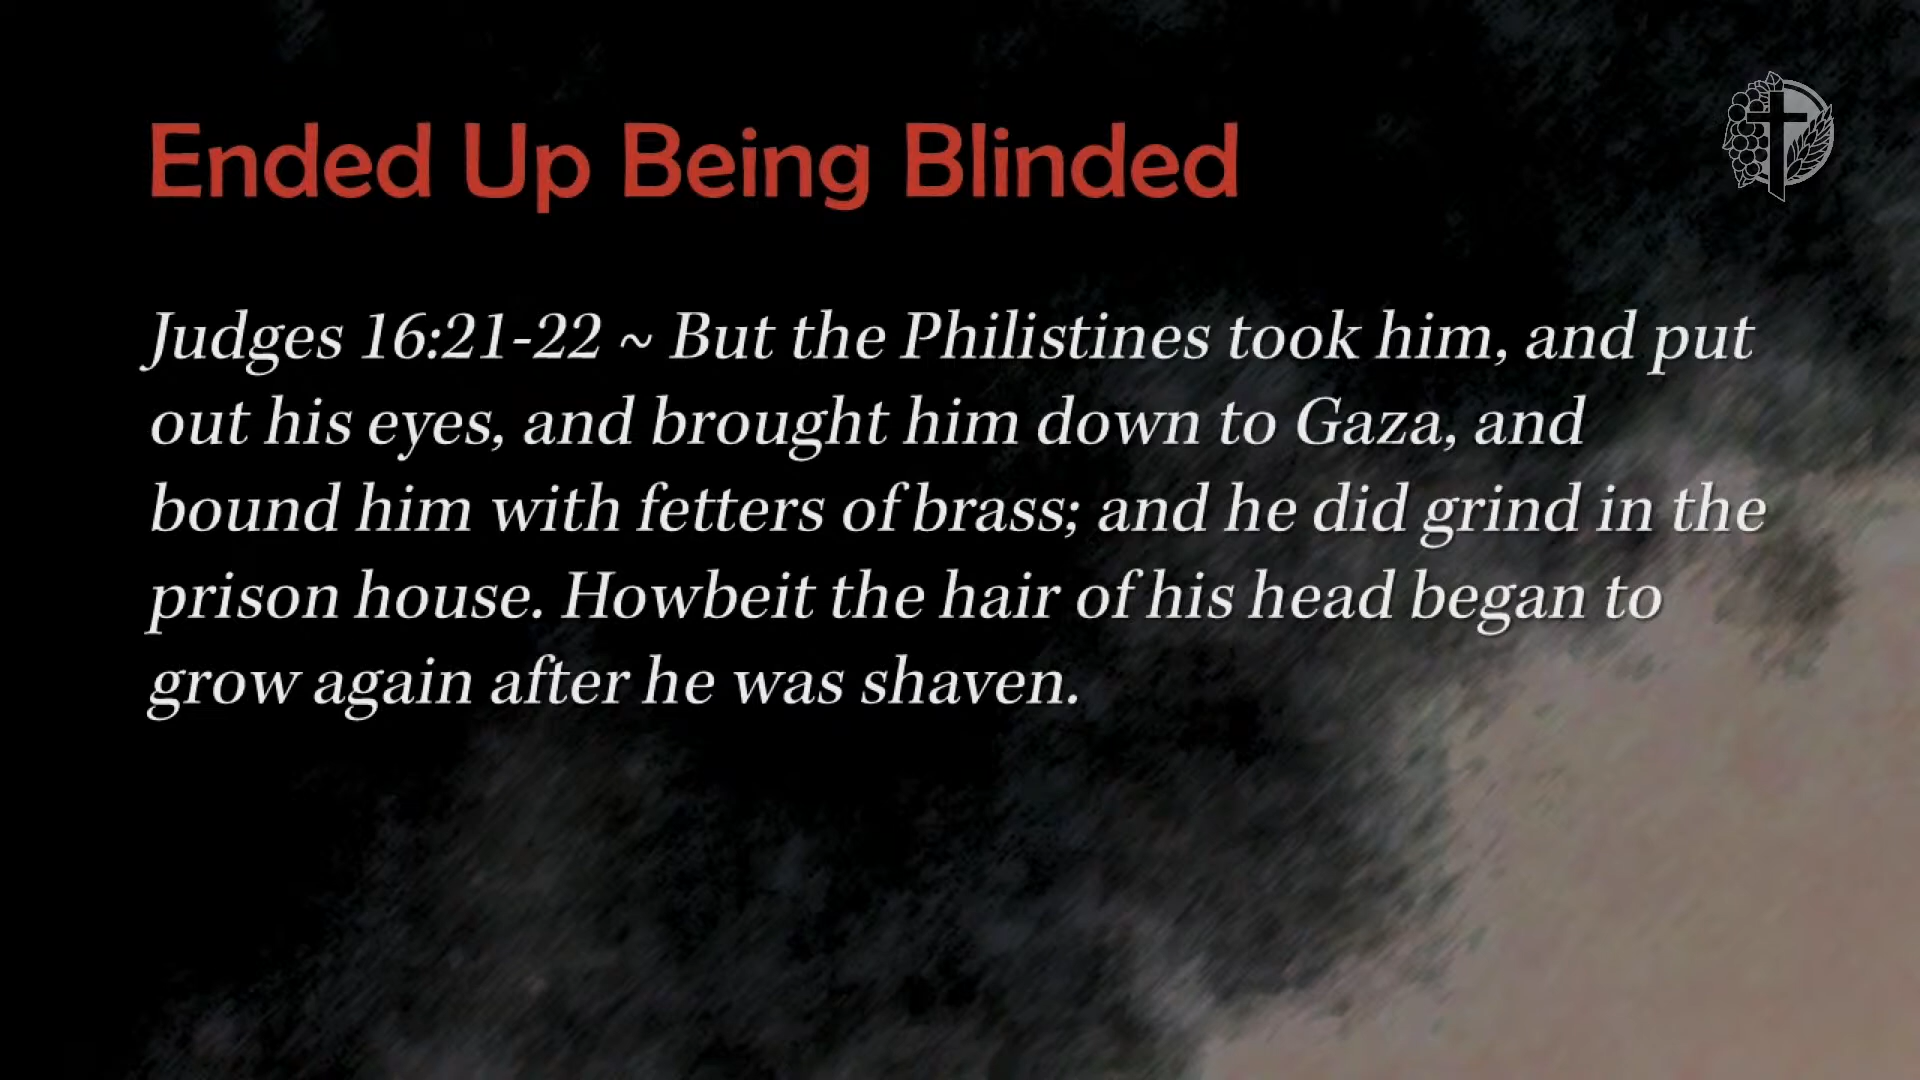 Ended Up Being Blinded
Judges 16:21-22 ~ But the Philistines took him, and put
out his eyes, and brought him down to Gaza, and
bound him with fetters of brass; and he did grind in the
prison house. Howbeit the hair of his head began to
grow again after he was shaven.